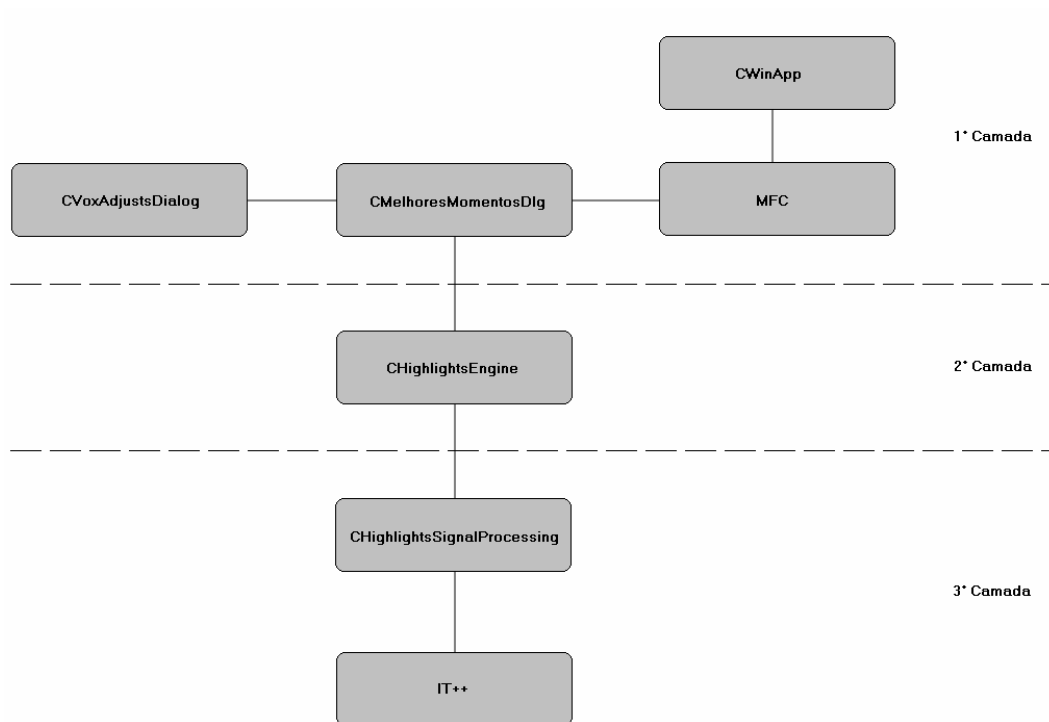 CWinApp
1ª Camada
CVoxAdjustsDialog
CMelhoresMomentosDlg
MFC
CHighlightsEngine
2ª Camada
CHighlightsSignalProcessing
3ª Camada
IT++